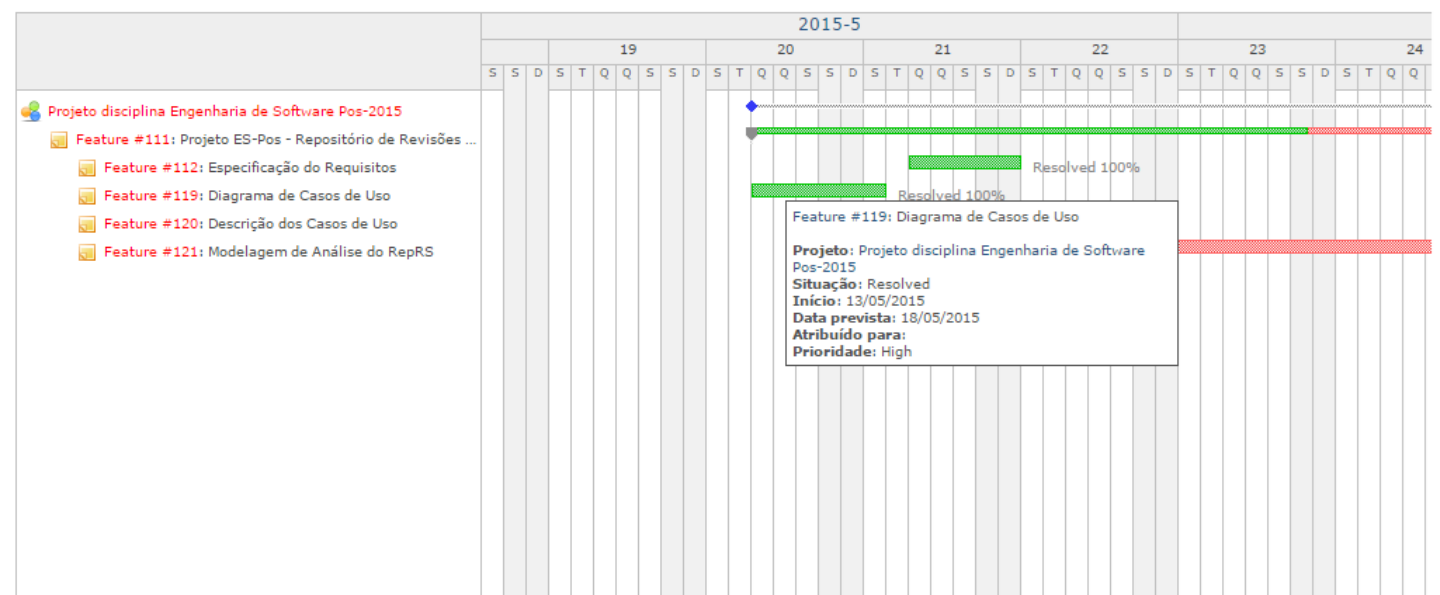 2015-5
19 20 21 22 23 24
S S D S T Q Q S S D S T Q Q S S D S T Q Q S S D S T Q Q S S D S T Q Q S S D S T Q Q
Projeto disciplina Engenharia de Software Pos-2015
Feature #111: Projeto ES-Pos - Repositório de Revisões ...
Feature #112: Especificação do Requisitos
Resolved 100%
Feature #119: Diagrama de Casos de Uso
Resolved 100%
Feature #120: Descrição dos Casos de Uso
Feature #121: Modelagem de Análise do RepRS
Feature #119: Diagrama de Casos de Uso
Projeto: Projeto disciplina Engenharia de Software
Pos-2015
Situação: Resolved
Início: 13/05/2015
Data prevista: 18/05/2015
Atribuído para:
Prioridade: High